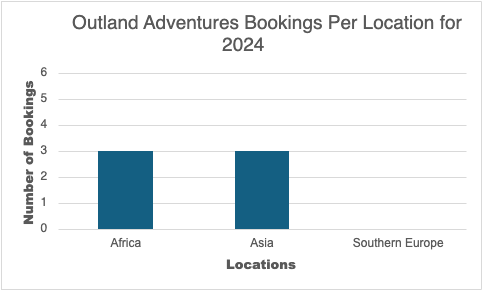 Outland Adventures Bookings Per Location for
2024
Number of Bookings
6
5
4
3
2
1
0
Africa Asia Southern Europe
Locations